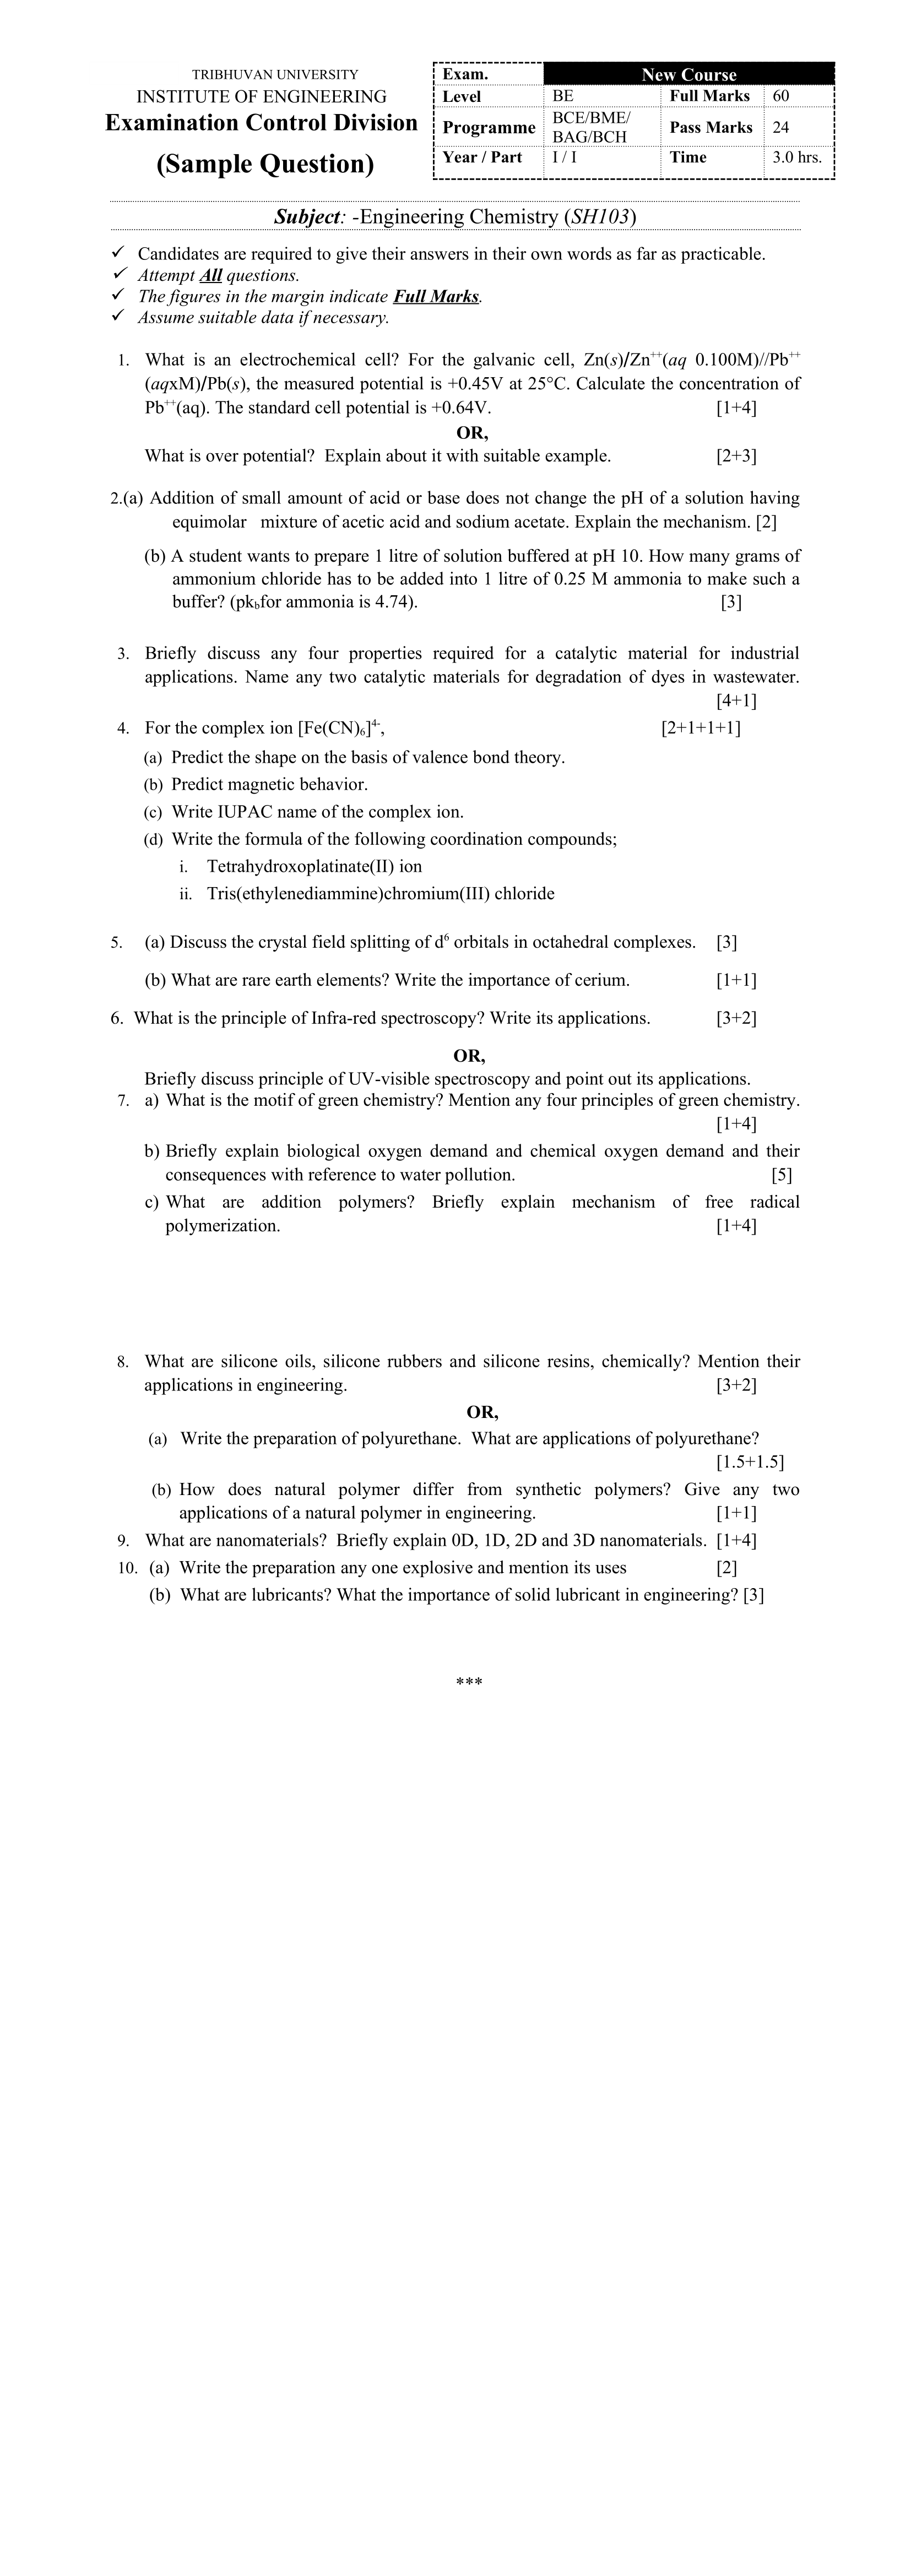 TRIBHUVAN UNIVERSITY
INSTITUTE OF ENGINEERING
Examination Control Division
(Sample Question)
Exam. New Course
Level BE Full Marks 60
Programme BCE/BME/ BAG/BCH Pass Marks 24
Year / Part I / I Time 3.0 hrs.
Subject: -Engineering Chemistry (SH103)
✓ Candidates are required to give their answers in their own words as far as practicable.
✓ Attempt All questions.
✓ The figures in the margin indicate Full Marks.
✓ Assume suitable data if necessary.
1. What is an electrochemical cell? For the galvanic cell, Zn(s)/Zn⁺⁺(aq 0.100M)//Pb⁺⁺
(aqxM)/Pb(s), the measured potential is +0.45V at 25°C. Calculate the concentration of
Pb⁺⁺(aq). The standard cell potential is +0.64V. [1+4]
OR,
What is over potential? Explain about it with suitable example. [2+3]
2.(a) Addition of small amount of acid or base does not change the pH of a solution having
equimolar mixture of acetic acid and sodium acetate. Explain the mechanism. [2]
(b) A student wants to prepare 1 litre of solution buffered at pH 10. How many grams of
ammonium chloride has to be added into 1 litre of 0.25 M ammonia to make such a
buffer? (pkbfor ammonia is 4.74). [3]
3. Briefly discuss any four properties required for a catalytic material for industrial
applications. Name any two catalytic materials for degradation of dyes in wastewater.
[4+1]
4. For the complex ion [Fe(CN)₆]⁴⁻, [2+1+1+1]
(a) Predict the shape on the basis of valence bond theory.
(b) Predict magnetic behavior.
(c) Write IUPAC name of the complex ion.
(d) Write the formula of the following coordination compounds;
i. Tetrahydroxoplatinate(II) ion
ii. Tris(ethylenediammine)chromium(III) chloride
5. (a) Discuss the crystal field splitting of d⁶ orbitals in octahedral complexes. [3]
(b) What are rare earth elements? Write the importance of cerium. [1+1]
6. What is the principle of Infra-red spectroscopy? Write its applications. [3+2]
OR,
Briefly discuss principle of UV-visible spectroscopy and point out its applications.
7. a) What is the motif of green chemistry? Mention any four principles of green chemistry.
[1+4]
b) Briefly explain biological oxygen demand and chemical oxygen demand and their
consequences with reference to water pollution. [5]
c) What are addition polymers? Briefly explain mechanism of free radical
polymerization. [1+4]
8. What are silicone oils, silicone rubbers and silicone resins, chemically? Mention their
applications in engineering. [3+2]
OR,
(a) Write the preparation of polyurethane. What are applications of polyurethane?
[1.5+1.5]
(b) How does natural polymer differ from synthetic polymers? Give any two
applications of a natural polymer in engineering. [1+1]
9. What are nanomaterials? Briefly explain 0D, 1D, 2D and 3D nanomaterials. [1+4]
10. (a) Write the preparation any one explosive and mention its uses [2]
(b) What are lubricants? What the importance of solid lubricant in engineering? [3]
***